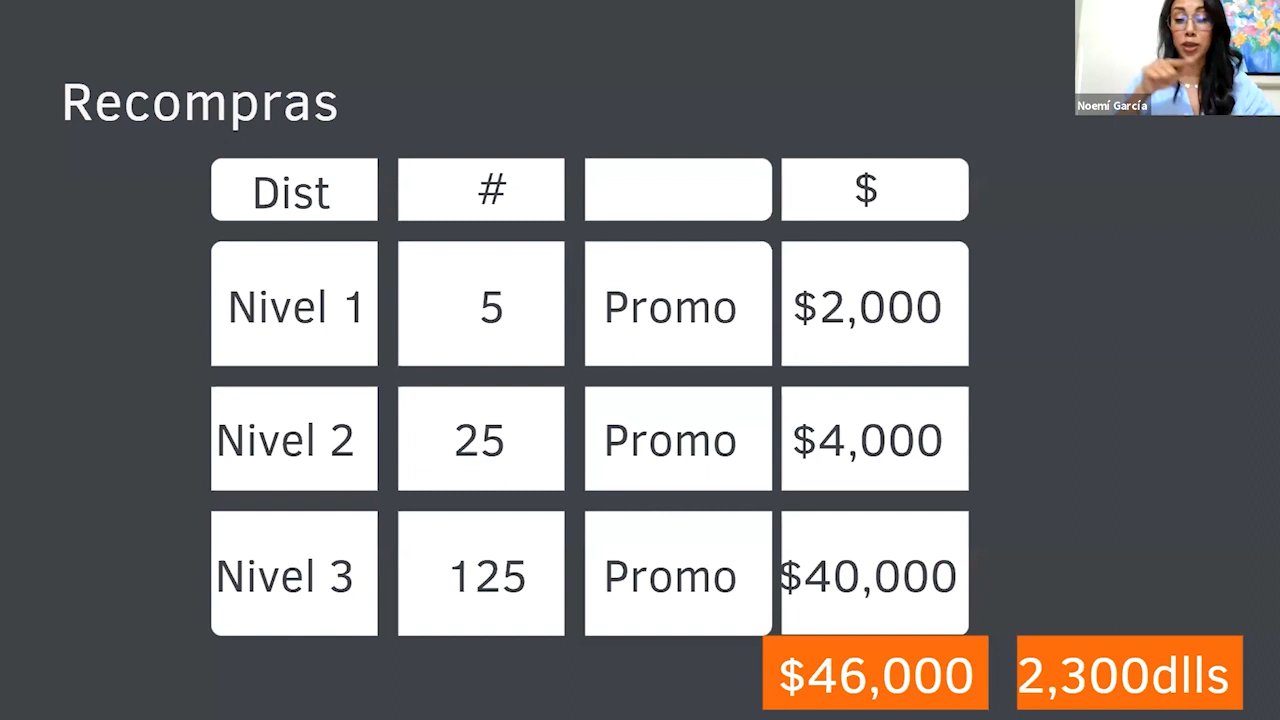 Noemí García
Recompras
Dist # $
Nivel 1 5 Promo $2,000
Nivel 2 25 Promo $4,000
Nivel 3 125 Promo $40,000
$46,000 2,300dlls